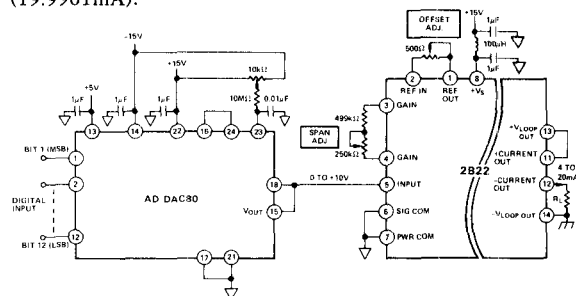 (19.9961mA).
OFFSET
ADJ.
+15V
1μF
100μH
1μF
500Ω
-15V
+15V
10kΩ
+5V
1μF
1μF
1μF
10MΩ
0.01μF
2
REF IN
1
REF
OUT
8
+Vs
13
14
22
16
24
23
3
GAIN
499kΩ
SPAN
ADJ
250kΩ
4
GAIN
+VLOOP
OUT
13
+CURRENT
OUT
11
2B22
-CURRENT
OUT
12
4 TO
20mA
RL
-VLOOP OUT
14
BIT 1 (MSB)
1
2
DIGITAL
INPUT
BIT 12 (LSB)
12
AD DAC80
18
VOUT
15
0 TO +10V
5
INPUT
6
SIG COM
7
PWR COM
17
21